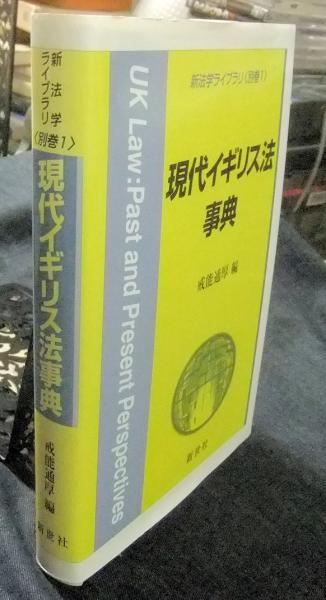 新法学
ライブラリ
〈別巻1〉
現代イギリス法事典
戒能通厚 編
新世社
UK Law: Past and Present Perspectives
新法学ライブラリ〈別巻1〉
現代イギリス法
事典
戒能通厚 編
新世社